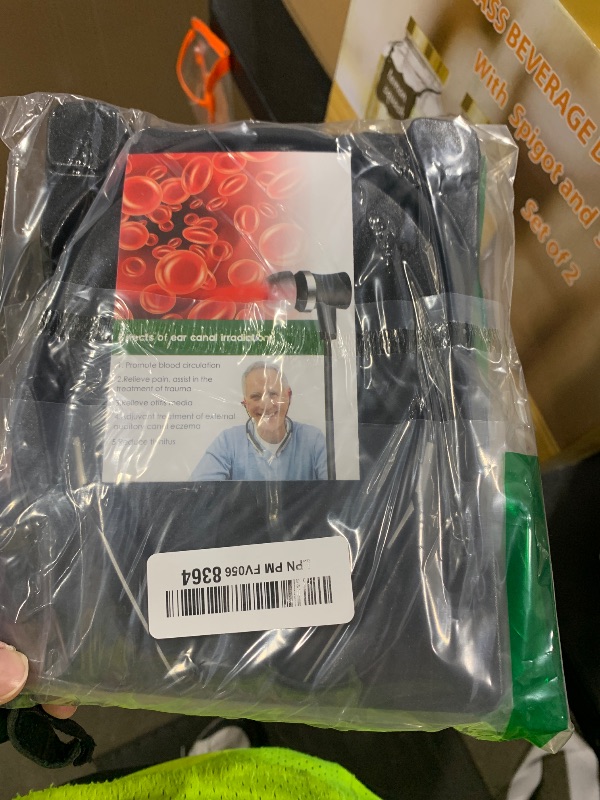 ASS BEVERAGE D
With Spigot and S
Set of 2
ffects of ear canal irradiation
1. Promote blood circulation
2.Relieve pain, assist in the
treatment of trauma
3.Relieve otitis media
4.Adjuvant treatment of external
auditory canal eczema
5.Reduce tinnitus
LPN PM FV056 8364